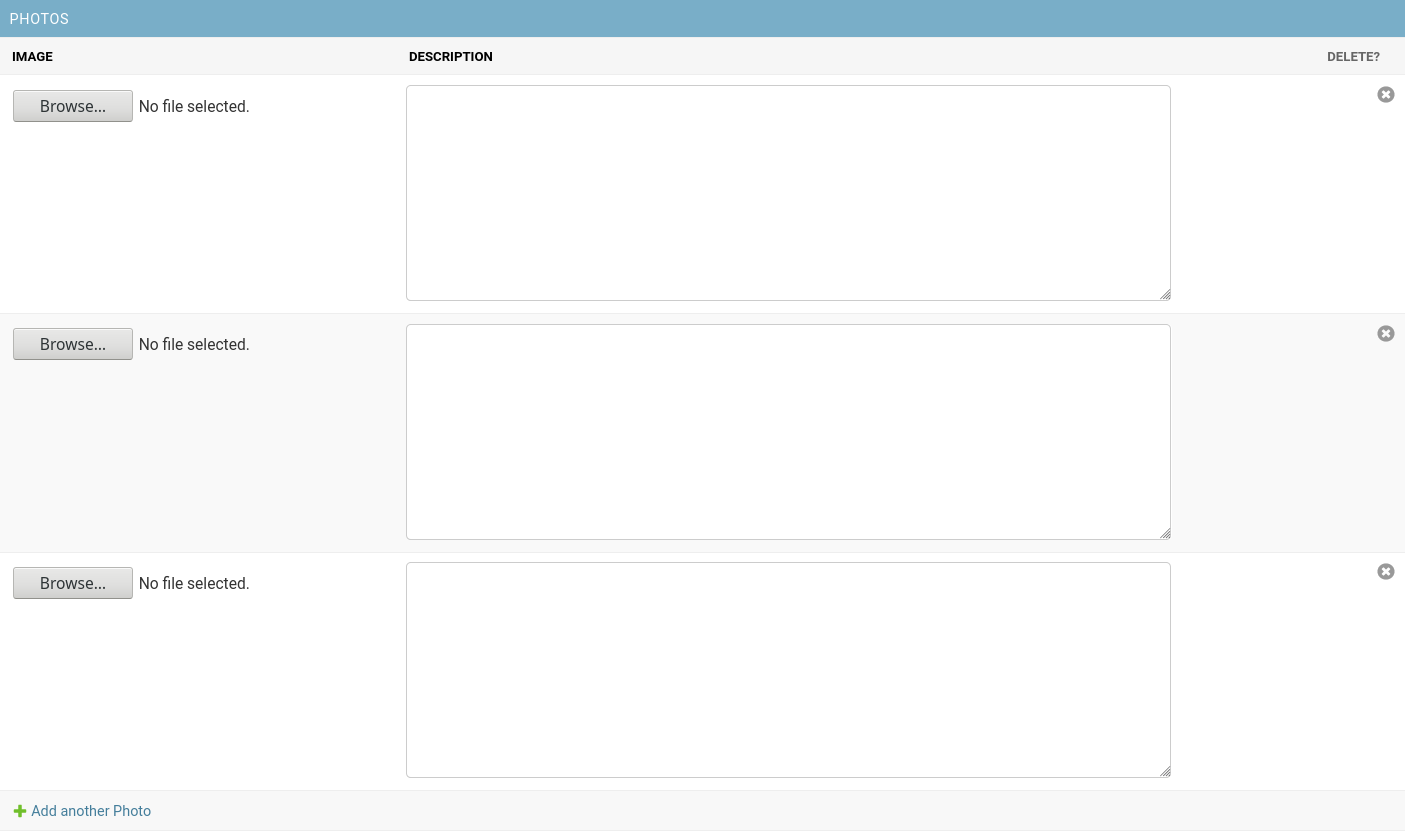 PHOTOS
IMAGE DESCRIPTION DELETE?
Browse... No file selected.
Browse... No file selected.
Browse... No file selected.
Add another Photo